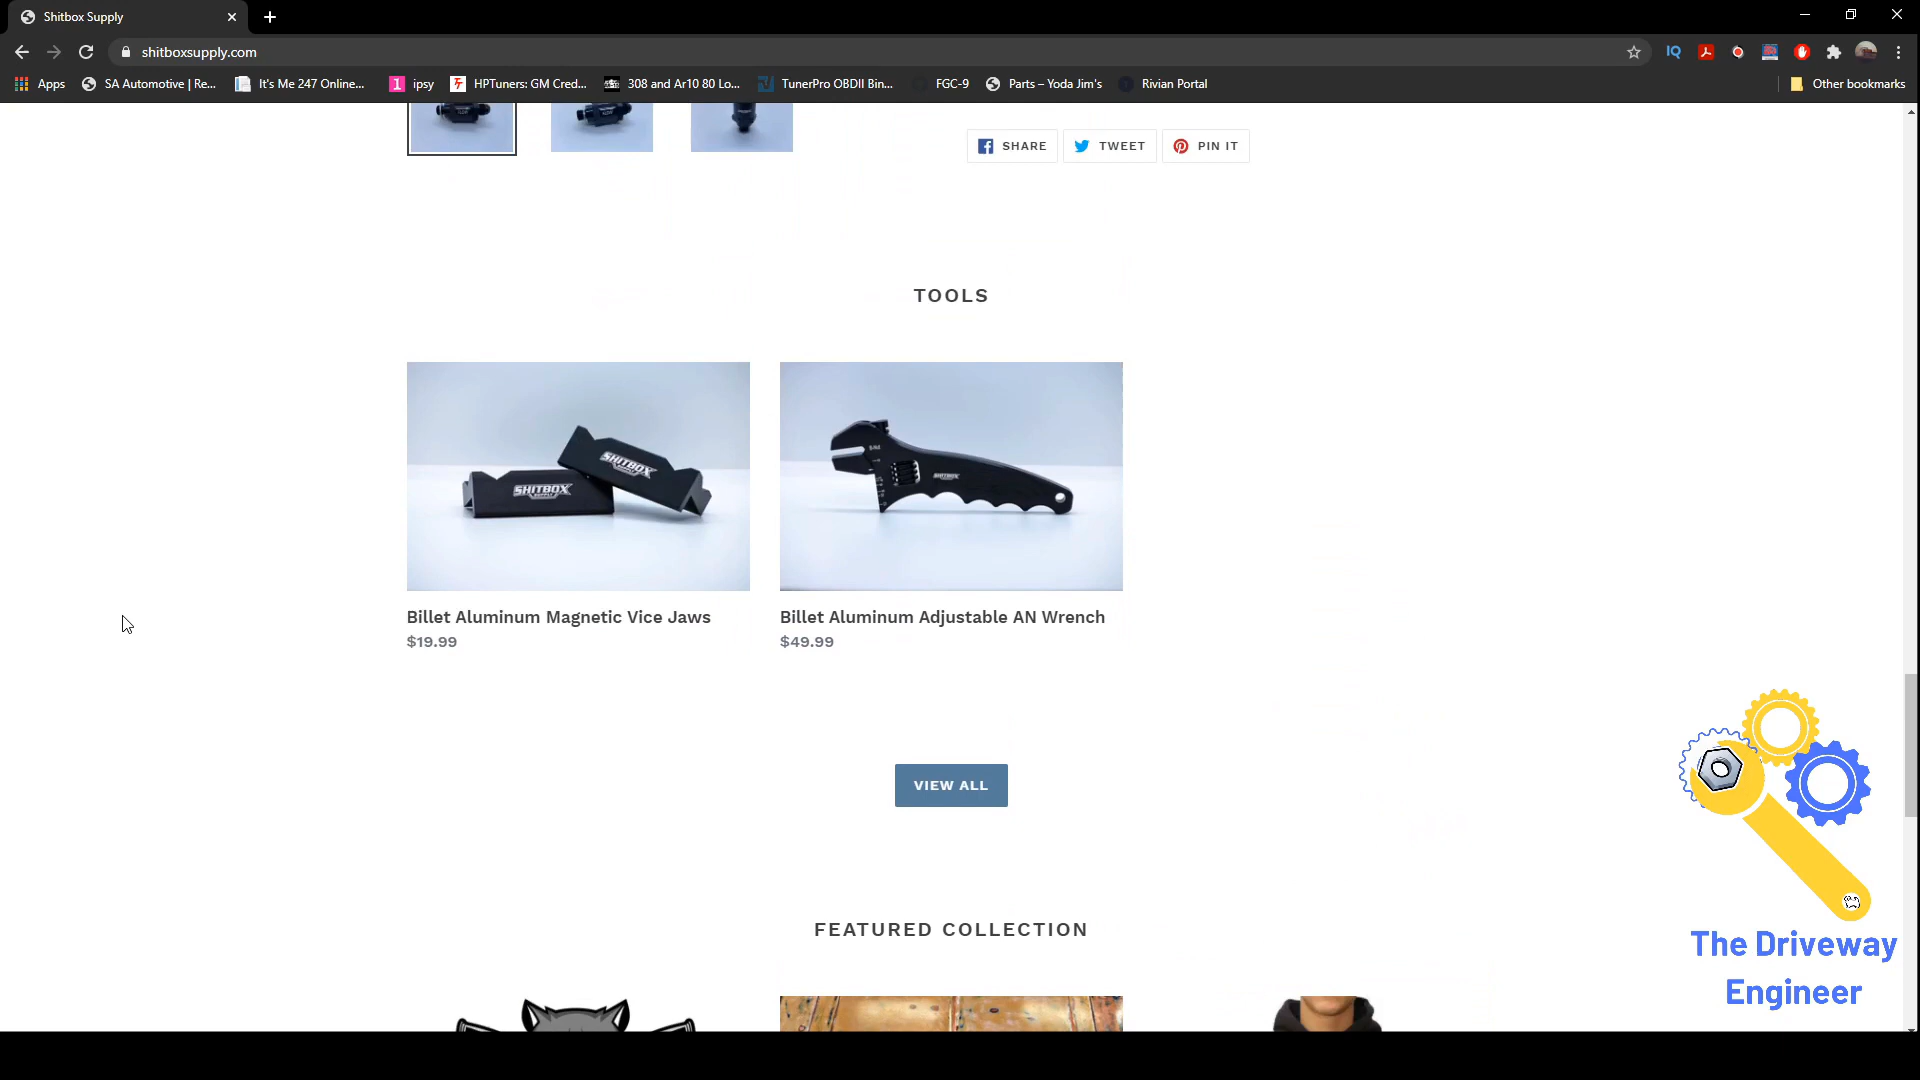 Shitbox Supply
shitboxsupply.com
Apps
SA Automotive | Re...
It's Me 247 Online...
ipsy
HPTuners: GM Cred...
308 and Ar10 80 Lo...
TunerPro OBDII Bin...
FGC-9
Parts – Yoda Jim's
Rivian Portal
Other bookmarks
SHARE
TWEET
PIN IT
TOOLS
SHITBOX
SHITBOX
SHITBOX
Billet Aluminum Magnetic Vice Jaws
$19.99
Billet Aluminum Adjustable AN Wrench
$49.99
VIEW ALL
FEATURED COLLECTION
The Driveway
Engineer